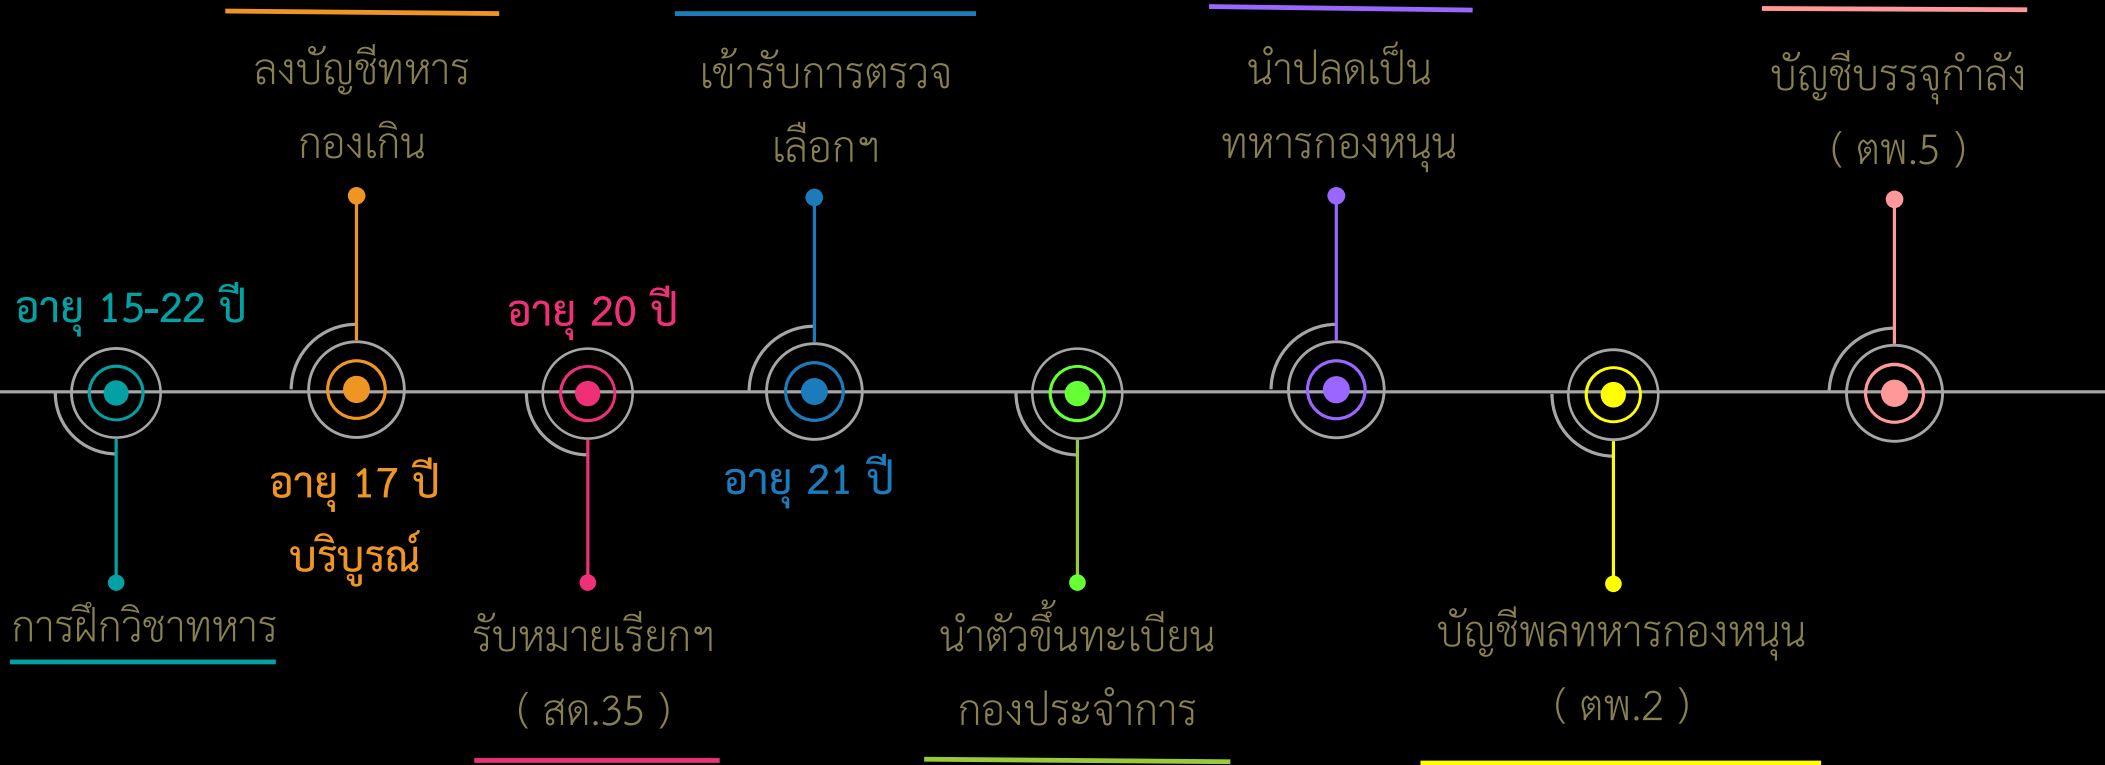 อายุ 15-22 ปี
การฝึกวิชาทหาร
ลงบัญชีทหาร
กองเกิน
อายุ 17 ปี
บริบูรณ์
อายุ 20 ปี
รับหมายเรียกฯ
( สด.35 )
เข้ารับการตรวจ
เลือกฯ
อายุ 21 ปี
นำตัวขึ้นทะเบียน
กองประจำการ
นำปลดเป็น
ทหารกองหนุน
บัญชีพลทหารกองหนุน
( ตพ.2 )
บัญชีบรรจุกำลัง
( ตพ.5 )